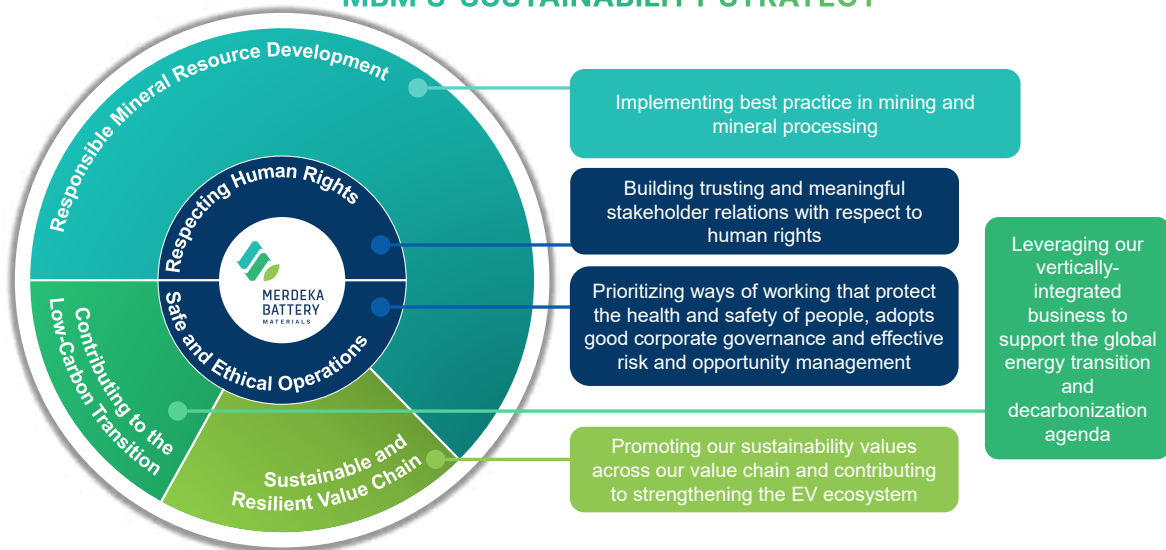 MBM'S SUSTAINABILITY STRATEGY
Responsible Mineral Resource Development
Respecting Human Rights
MERDEKA
BATTERY
MATERIALS
Safe and Ethical Operations
Contributing to the
Low-Carbon Transition
Sustainable and
Resilient Value Chain
Implementing best practice in mining and
mineral processing
Building trusting and meaningful
stakeholder relations with respect to
human rights
Prioritizing ways of working that protect
the health and safety of people, adopts
good corporate governance and effective
risk and opportunity management
Leveraging our
vertically-
integrated
business to
support the global
energy transition
and
decarbonization
agenda
Promoting our sustainability values
across our value chain and contributing
to strengthening the EV ecosystem